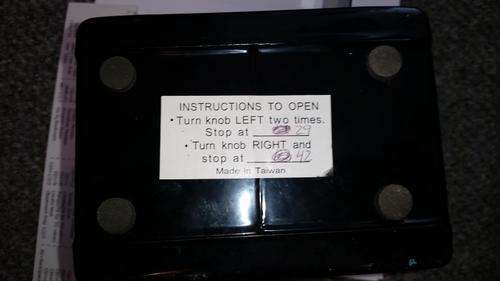 INSTRUCTIONS TO OPEN
• Turn knob LEFT two times.
Stop at 29
• Turn knob RIGHT and
stop at 42
Made in Taiwan